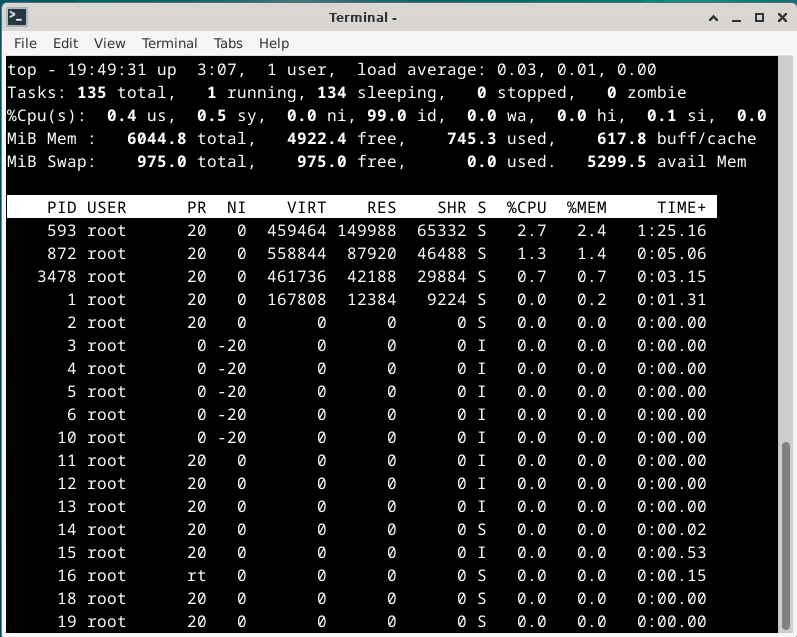 Terminal -
File Edit View Terminal Tabs Help
top - 19:49:31 up  3:07,  1 user,  load average: 0.03, 0.01, 0.00
Tasks: 135 total,   1 running, 134 sleeping,   0 stopped,   0 zombie
%Cpu(s):  0.4 us,  0.5 sy,  0.0 ni, 99.0 id,  0.0 wa,  0.0 hi,  0.1 si,  0.0
MiB Mem :   6044.8 total,   4922.4 free,    745.3 used,    617.8 buff/cache
MiB Swap:    975.0 total,    975.0 free,      0.0 used.   5299.5 avail Mem
PID USER      PR  NI    VIRT    RES    SHR S  %CPU  %MEM     TIME+
593 root      20   0  459464 149988  65332 S   2.7   2.4   1:25.16
872 root      20   0  558844  87920  46488 S   1.3   1.4   0:05.06
3478 root      20   0  461736  42188  29884 S   0.7   0.7   0:03.15
1 root      20   0  167808  12384   9224 S   0.0   0.2   0:01.31
2 root      20   0       0      0      0 S   0.0   0.0   0:00.00
3 root       0 -20       0      0      0 I   0.0   0.0   0:00.00
4 root       0 -20       0      0      0 I   0.0   0.0   0:00.00
5 root       0 -20       0      0      0 I   0.0   0.0   0:00.00
6 root       0 -20       0      0      0 I   0.0   0.0   0:00.00
10 root       0 -20       0      0      0 I   0.0   0.0   0:00.00
11 root      20   0       0      0      0 I   0.0   0.0   0:00.00
12 root      20   0       0      0      0 I   0.0   0.0   0:00.00
13 root      20   0       0      0      0 I   0.0   0.0   0:00.00
14 root      20   0       0      0      0 S   0.0   0.0   0:00.02
15 root      20   0       0      0      0 I   0.0   0.0   0:00.53
16 root      rt   0       0      0      0 S   0.0   0.0   0:00.15
18 root      20   0       0      0      0 S   0.0   0.0   0:00.00
19 root      20   0       0      0      0 S   0.0   0.0   0:00.00